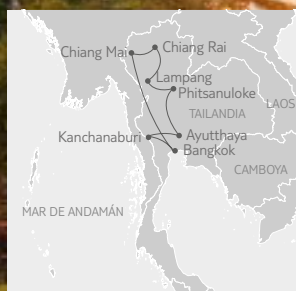 Chiang Mai
Chiang Rai
Lampang
Phitsanuloke
TAILANDIA
LAOS
Kanchanaburi
Ayutthaya
Bangkok
CAMBOYA
MAR DE ANDAMÁN